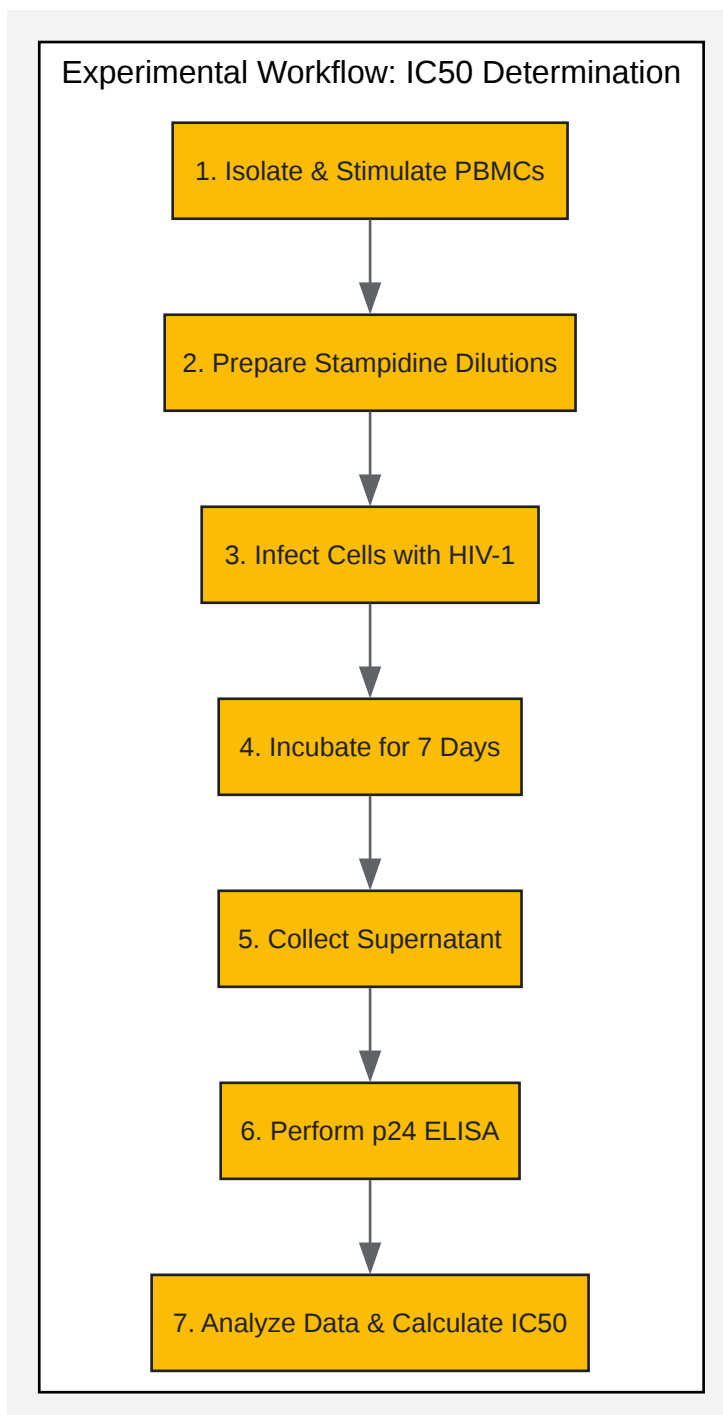 Experimental Workflow: IC50 Determination
1. Isolate & Stimulate PBMCs
2. Prepare Stampidine Dilutions
3. Infect Cells with HIV-1
4. Incubate for 7 Days
5. Collect Supernatant
6. Perform p24 ELISA
7. Analyze Data & Calculate IC50